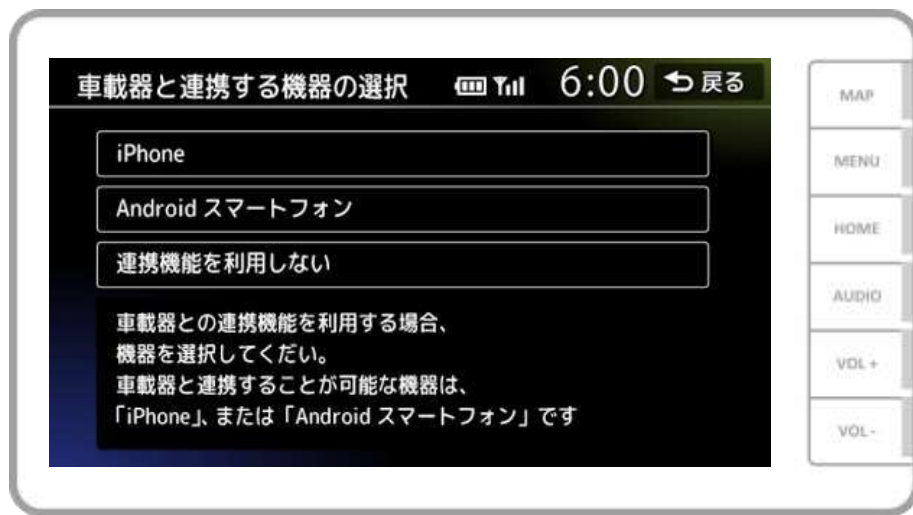 車載器と連携する機器の選択 6:00 戻る
iPhone
Android スマートフォン
連携機能を利用しない
車載器との連携機能を利用する場合、
機器を選択してくだい。
車載器と連携することが可能な機器は、
「iPhone」、または「Android スマートフォン」です
MAP
MENU
HOME
AUDIO
VOL +
VOL -